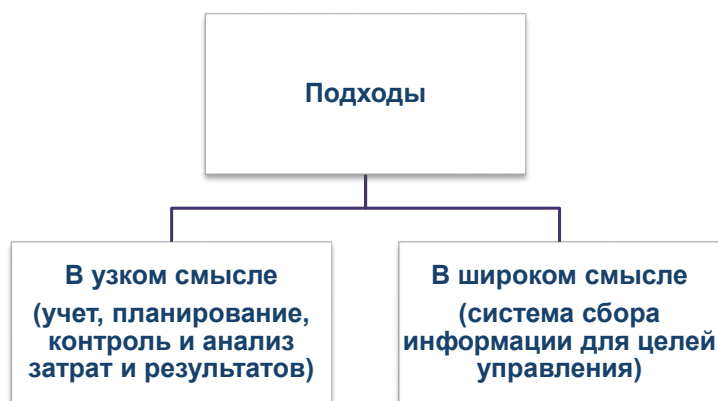 Подходы
В узком смысле
(учет, планирование,
контроль и анализ
затрат и результатов)
В широком смысле
(система сбора
информации для целей
управления)